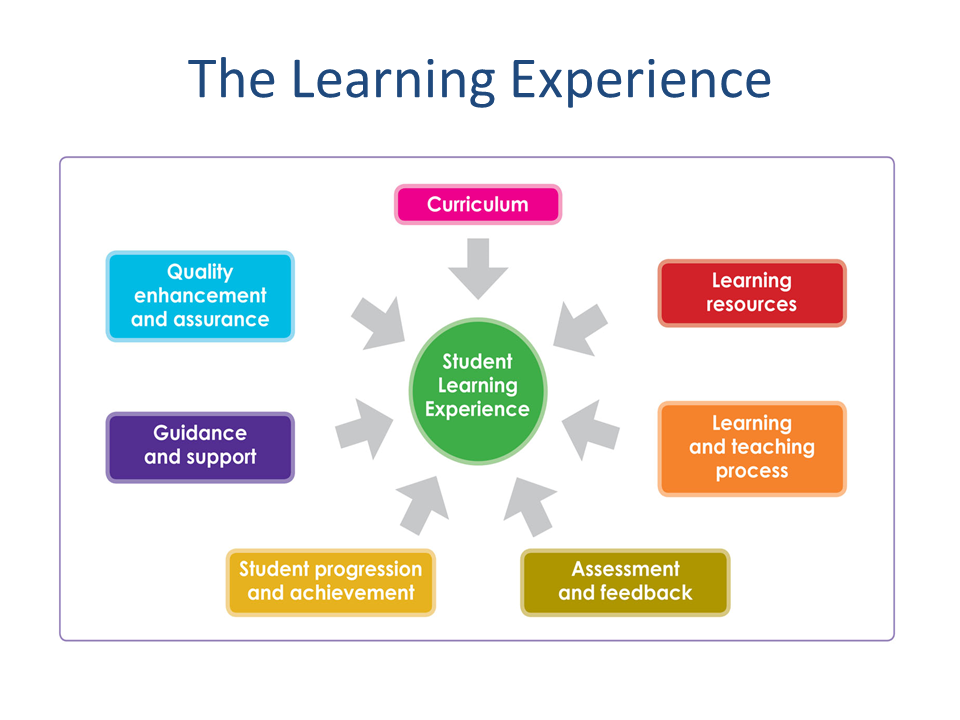 The Learning Experience
Curriculum
Quality
enhancement
and assurance
Learning
resources
Student
Learning
Experience
Guidance
and support
Learning
and teaching
process
Student progression
and achievement
Assessment
and feedback